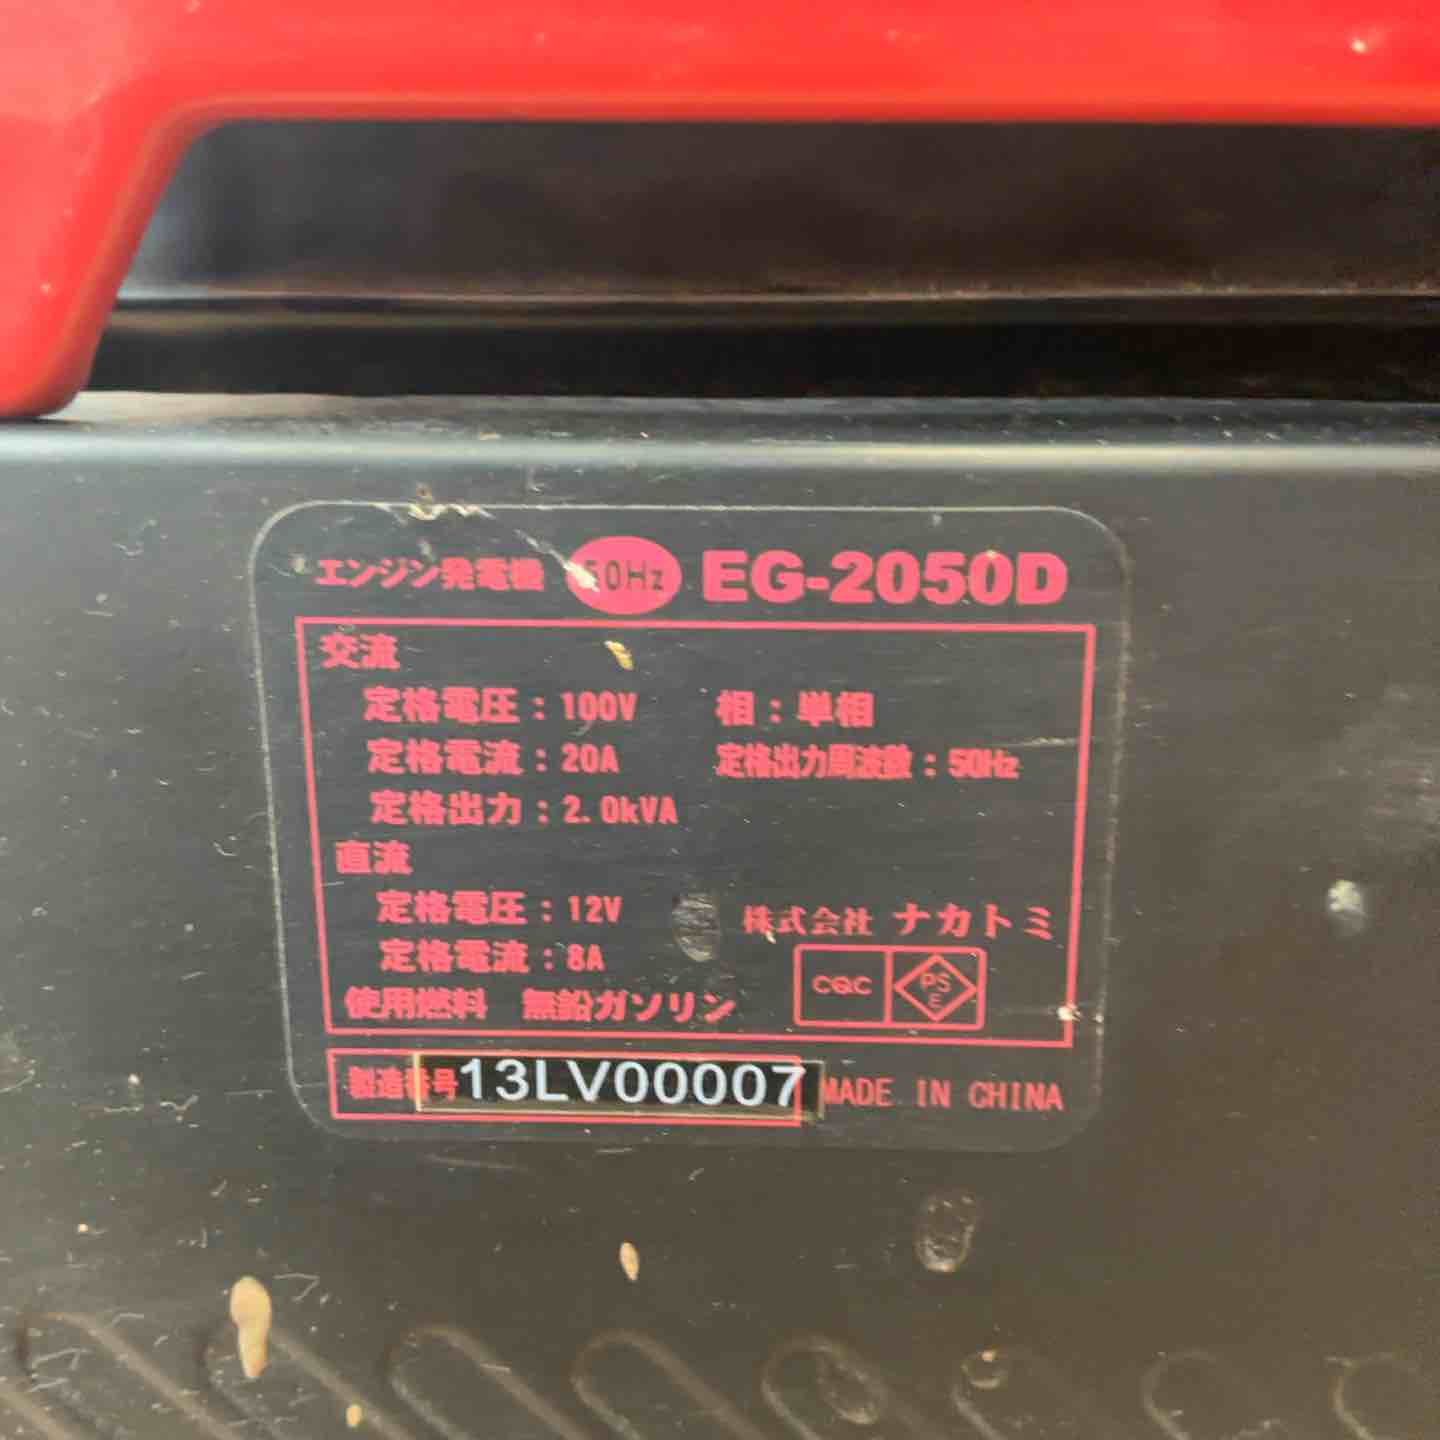 エンジン発電機 50Hz EG-2050D
交流
定格電圧：100V 相：単相
定格電流：20A 定格出力周波数：50Hz
定格出力：2.0kVA
直流
定格電圧：12V
株式会社 ナカトミ
定格電流：8A
CQC PS E
使用燃料 無鉛ガソリン
製造番号 13LV00007 MADE IN CHINA